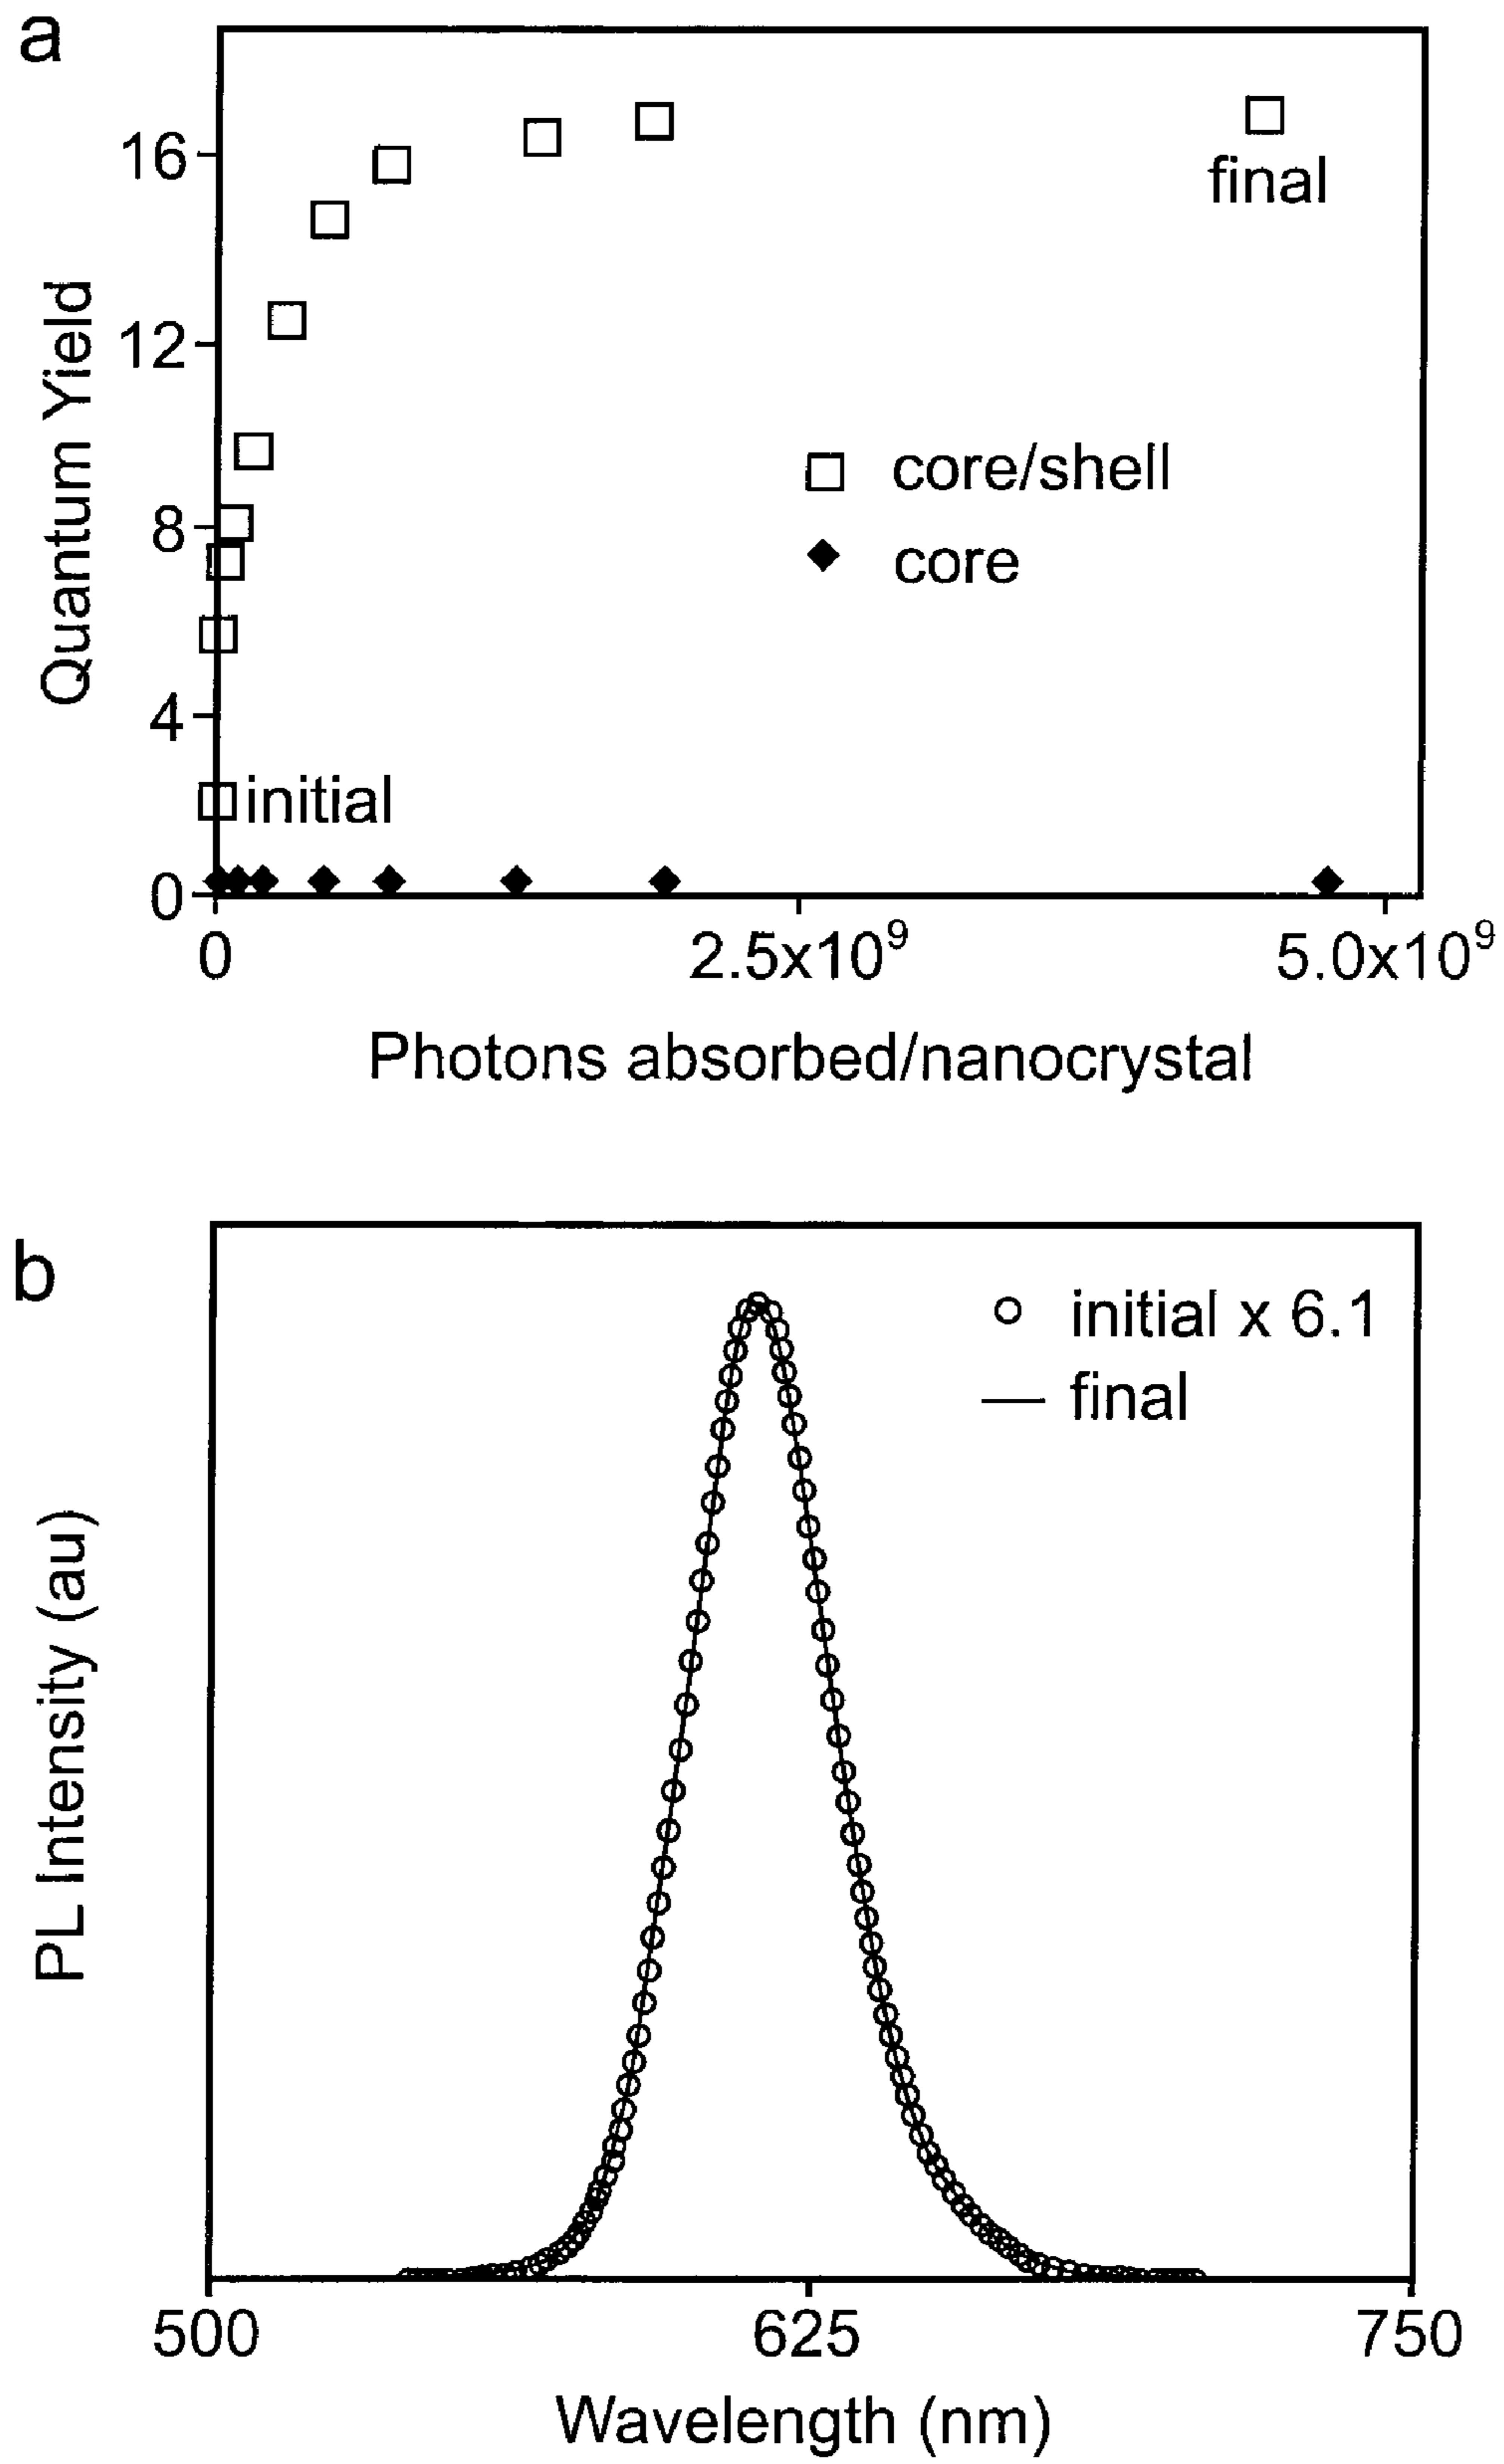 a
16
12
8
4
0
Quantum Yield
final
core/shell
core
initial
0
2.5x10⁹
5.0x10⁹
Photons absorbed/nanocrystal
b
initial x 6.1
final
PL Intensity (au)
500
625
750
Wavelength (nm)